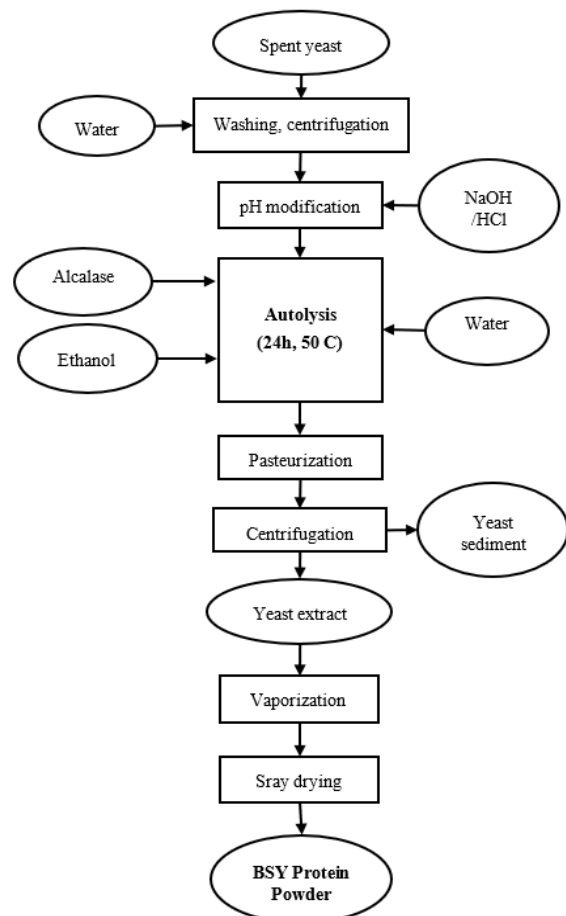 Spent yeast
Water
Washing, centrifugation
pH modification
NaOH
/HCl
Alcalase
Autolysis
(24h, 50 C)
Water
Ethanol
Pasteurization
Centrifugation
Yeast
sediment
Yeast extract
Vaporization
Sray drying
BSY Protein
Powder